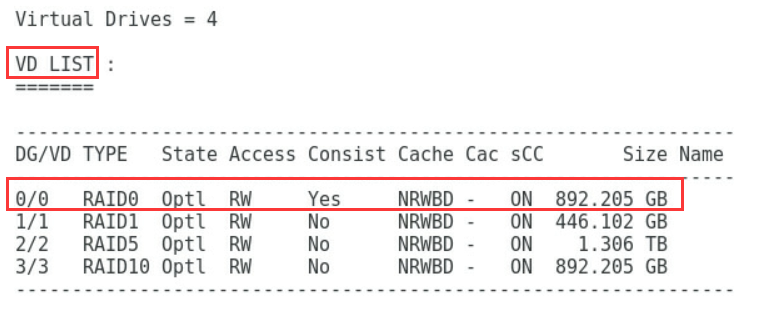 Virtual Drives = 4
VD LIST :
=======
----------------------------------------------------------------
DG/VD TYPE   State Access Consist Cache Cac sCC       Size Name
----------------------------------------------------------------
0/0   RAID0  Optl  RW     Yes     NRWBD -   ON  892.205 GB
1/1   RAID1  Optl  RW     No      NRWBD -   ON  446.102 GB
2/2   RAID5  Optl  RW     No      NRWBD -   ON    1.306 TB
3/3   RAID10 Optl  RW     No      NRWBD -   ON  892.205 GB
----------------------------------------------------------------